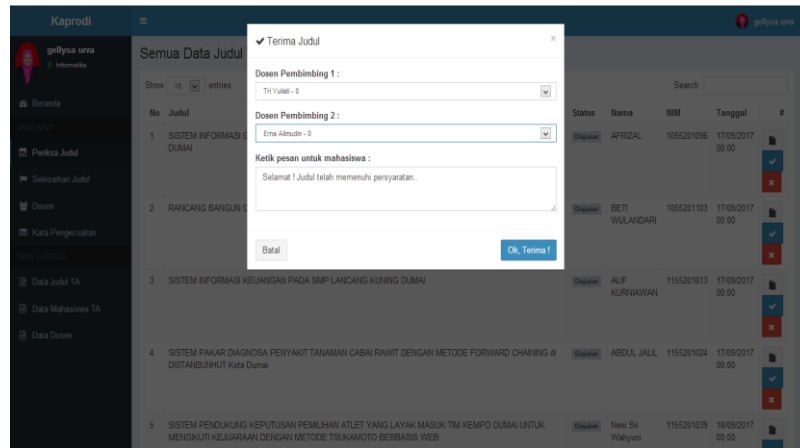 Kaprodi
gellysa urva
gellysa urva
Informatika
Semua Data Judul
Show 10 entries
Search:
Beranda
Periksa Judul
Selesaikan Judul
Dosen
Kata Pengecualian
Data Judul TA
Data Mahasiswa TA
Data Dosen
Terima Judul
×
Dosen Pembimbing 1 :
Tri Yuliati - 0
Dosen Pembimbing 2 :
Erna Alimudin - 0
Ketik pesan untuk mahasiswa :
Selamat ! Judul telah memenuhi persyaratan..
Batal
Ok, Terima !
No Judul Status Nama NIM Tanggal #
1 SISTEM INFORMASI Diajukan AFRIZAL 1055201096 17/09/2017
DUMAI 00:00
2 RANCANG BANGUN Diajukan BETI 1055201103 17/09/2017
WULANDARI 00:00
3 SISTEM INFORMASI KEUANGAN PADA SMP LANCANG KUNING DUMAI Diajukan ALIF 1155201013 17/09/2017
KURNIAWAN 00:00
4 SISTEM PAKAR DIAGNOSA PENYAKIT TANAMAN CABAI RAWIT DENGAN METODE FORWARD CHAINING di Diajukan ABDUL JALIL 1155201024 17/09/2017
DISTANBUNHUT Kota Dumai 00:00
5 SISTEM PENDUKUNG KEPUTUSAN PEMILIHAN ATLET YANG LAYAK MASUK TIM KEMPO DUMAI UNTUK Diajukan Neni Sri 1155201039 18/09/2017
MENGIKUTI KEJUARAAN DENGAN METODE TSUKAMOTO BERBASIS WEB Wahyuni 00:00